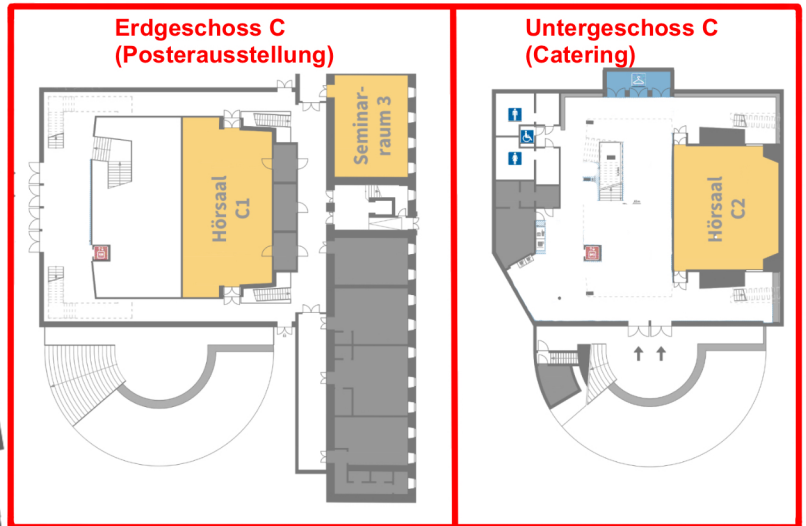 Erdgeschoss C
(Posterausstellung)
Seminar-
raum 3
Hörsaal
C1
Untergeschoss C
(Catering)
Hörsaal
C2